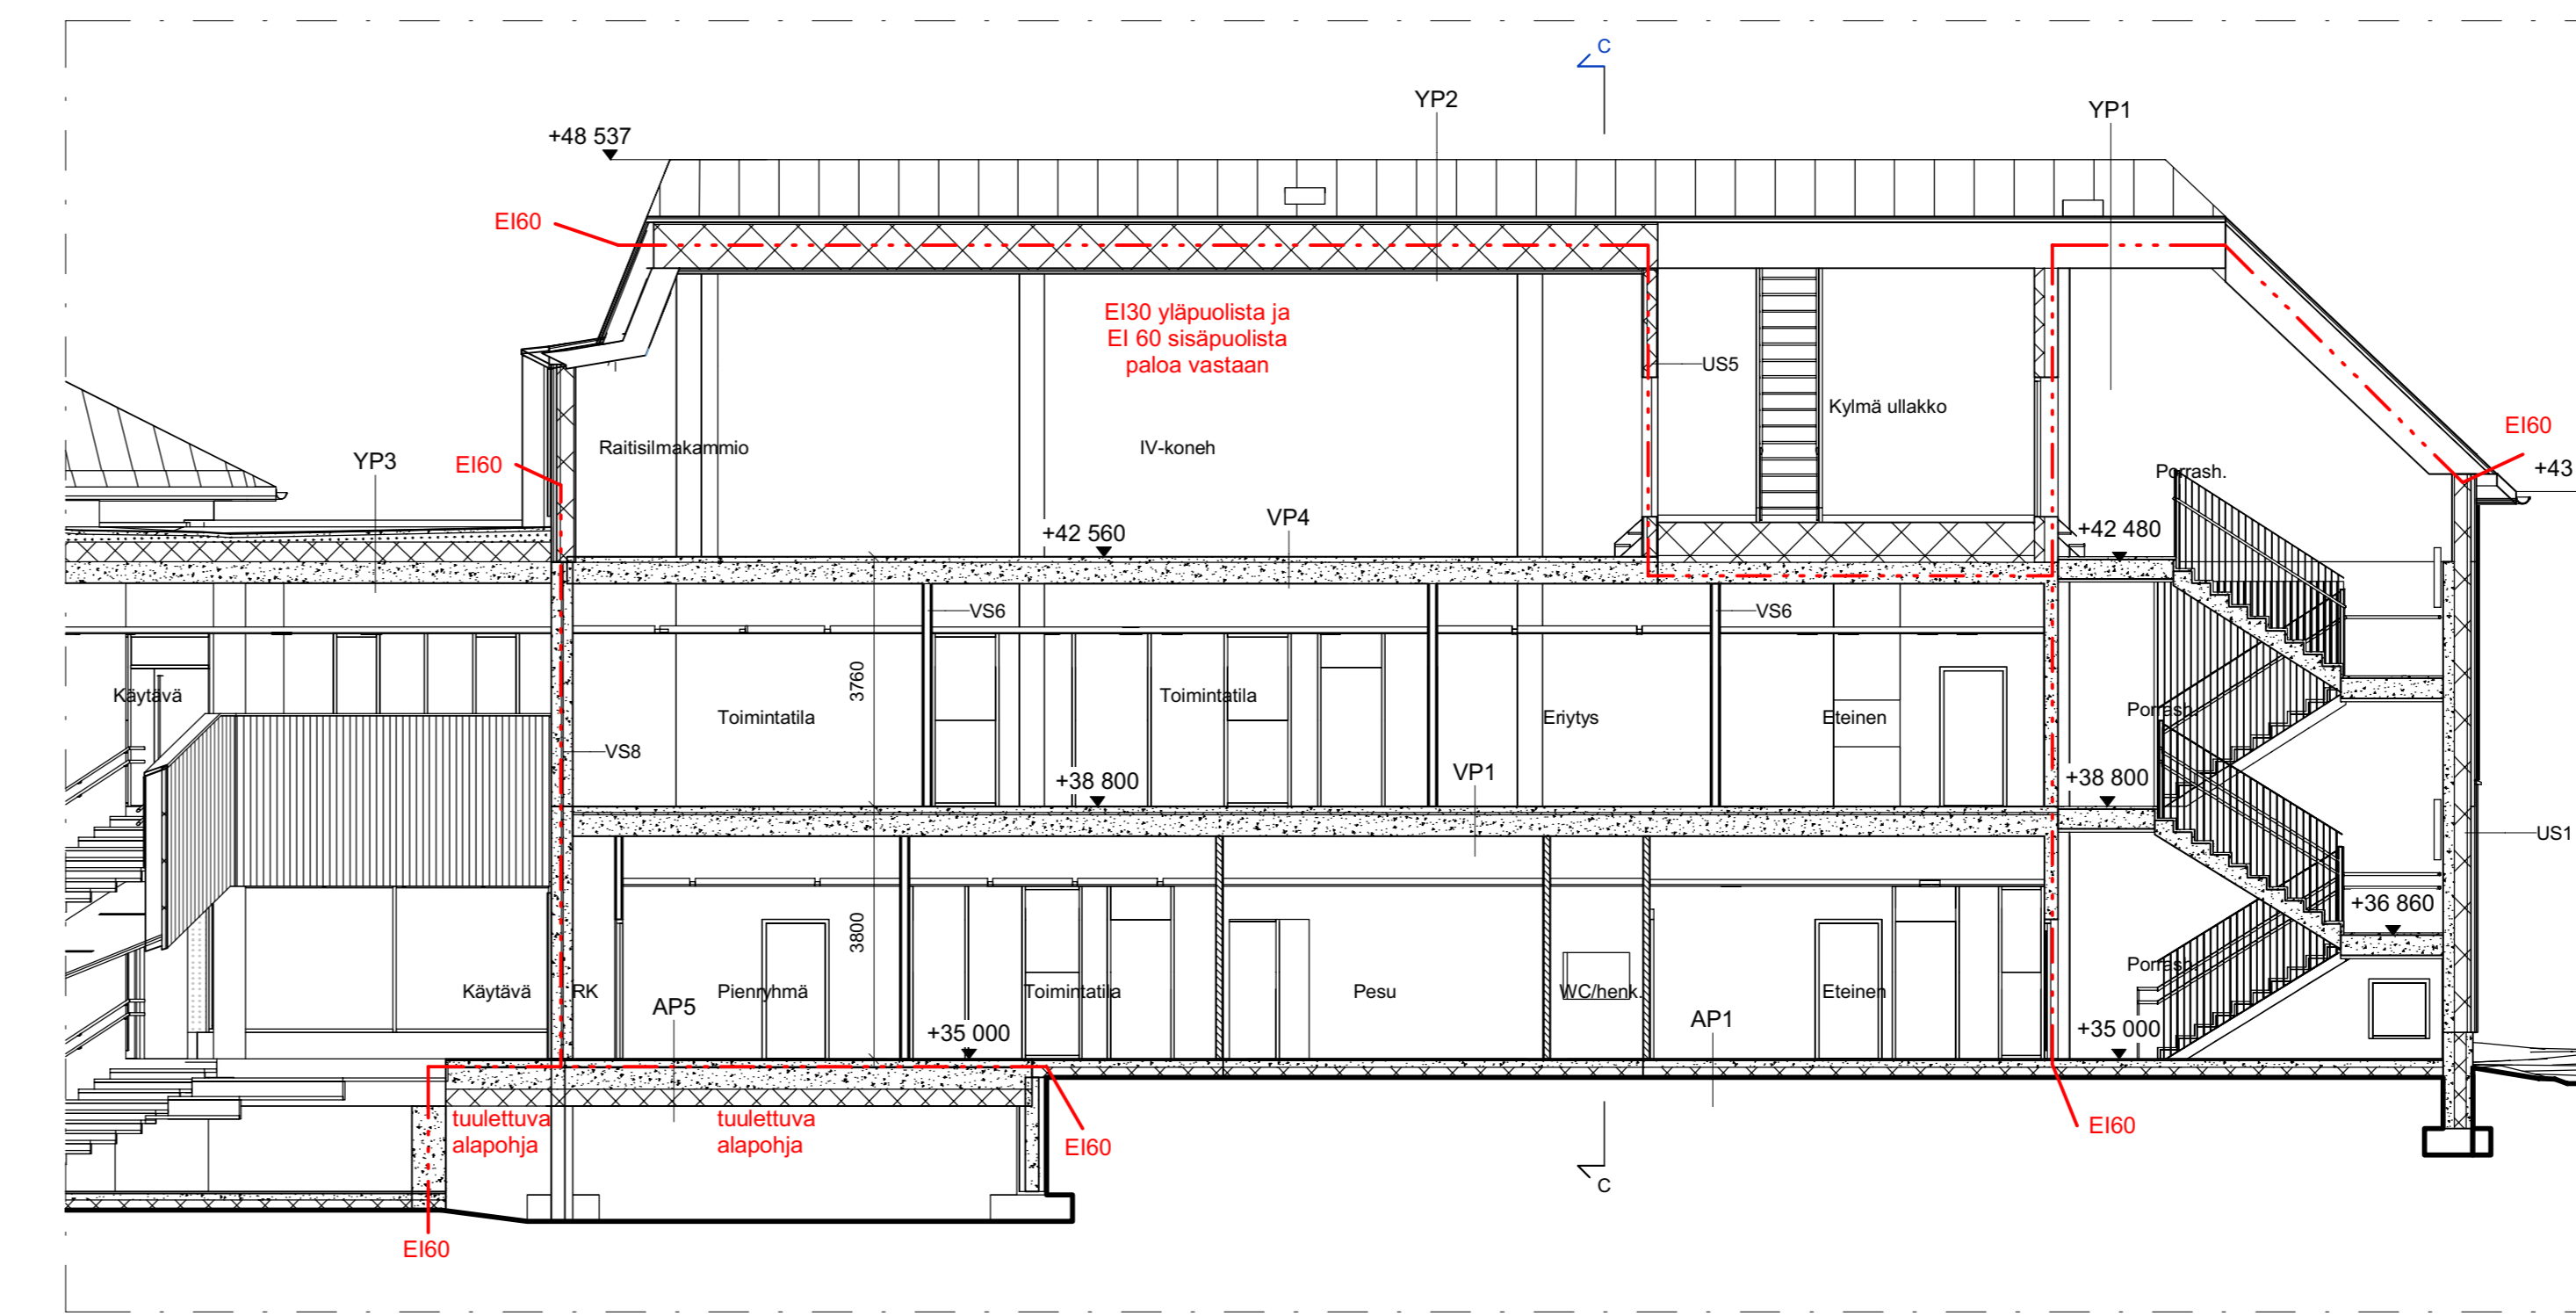 C
YP2
YP1
+48 537
EI60
EI30 yläpuolista ja
EI 60 sisäpuolista
paloa vastaan
US5
Kylmä ullakko
EI60
+43
Raitisilmakammio
IV-koneh
YP3
EI60
Porrash.
+42 560
VP4
+42 480
VS6
VS6
3760
Käytävä
Toimintatila
Toimintatila
Eriytys
Eteinen
Porrash.
VS8
+38 800
VP1
+38 800
US1
3800
+36 860
Käytävä
RK
Pienryhmä
Toimintatila
Pesu
WC/henk.
Eteinen
Porrash.
AP5
+35 000
AP1
+35 000
tuulettuva
alapohja
tuulettuva
alapohja
EI60
EI60
C
EI60